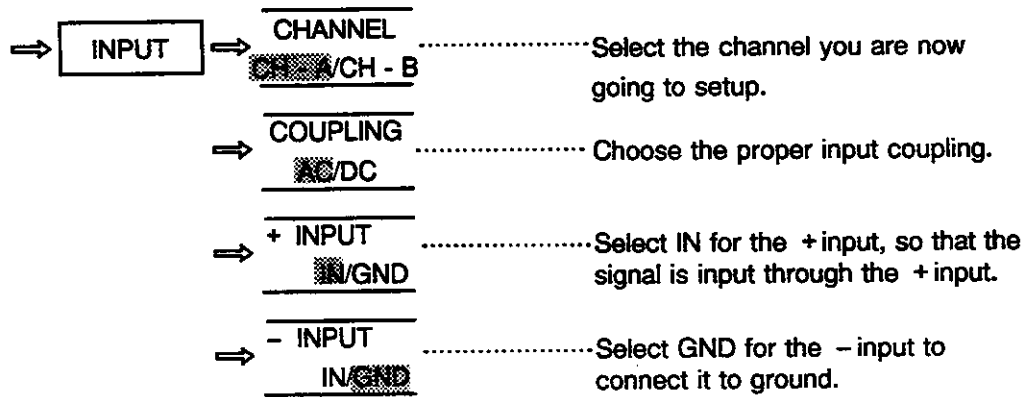 INPUT
CHANNEL
CH - A/CH - B
Select the channel you are now
going to setup.
COUPLING
AC/DC
Choose the proper input coupling.
+ INPUT
IN/GND
Select IN for the +input, so that the
signal is input through the +input.
- INPUT
IN/GND
Select GND for the -input to
connect it to ground.